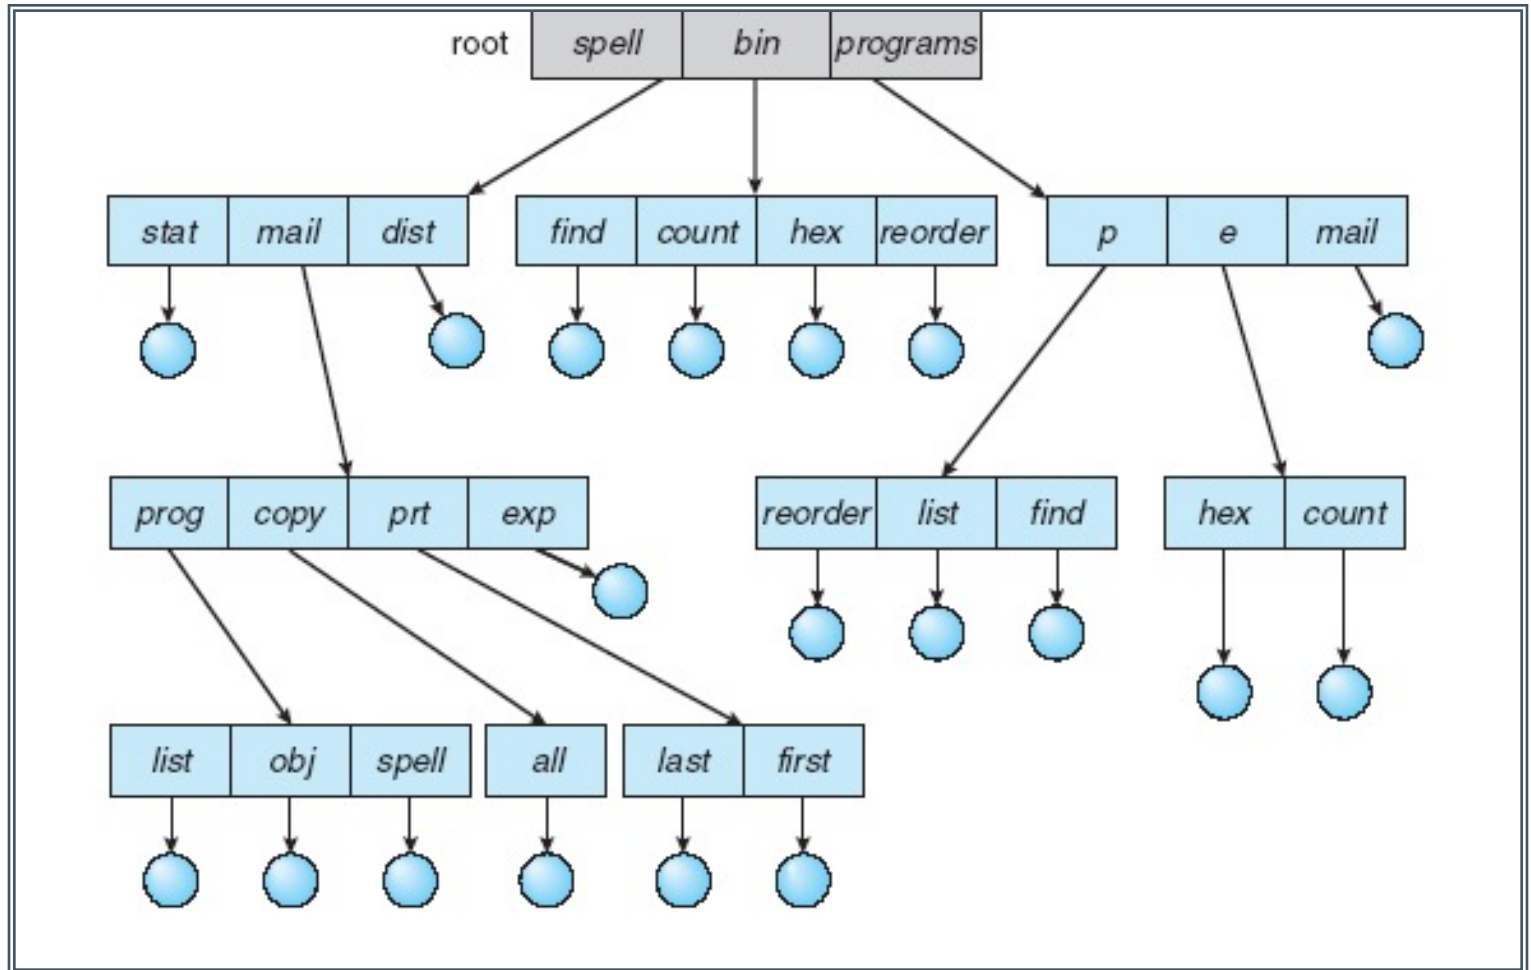 root spell bin programs
stat mail dist find count hex reorder p e mail
prog copy prt exp reorder list find hex count
list obj spell all last first